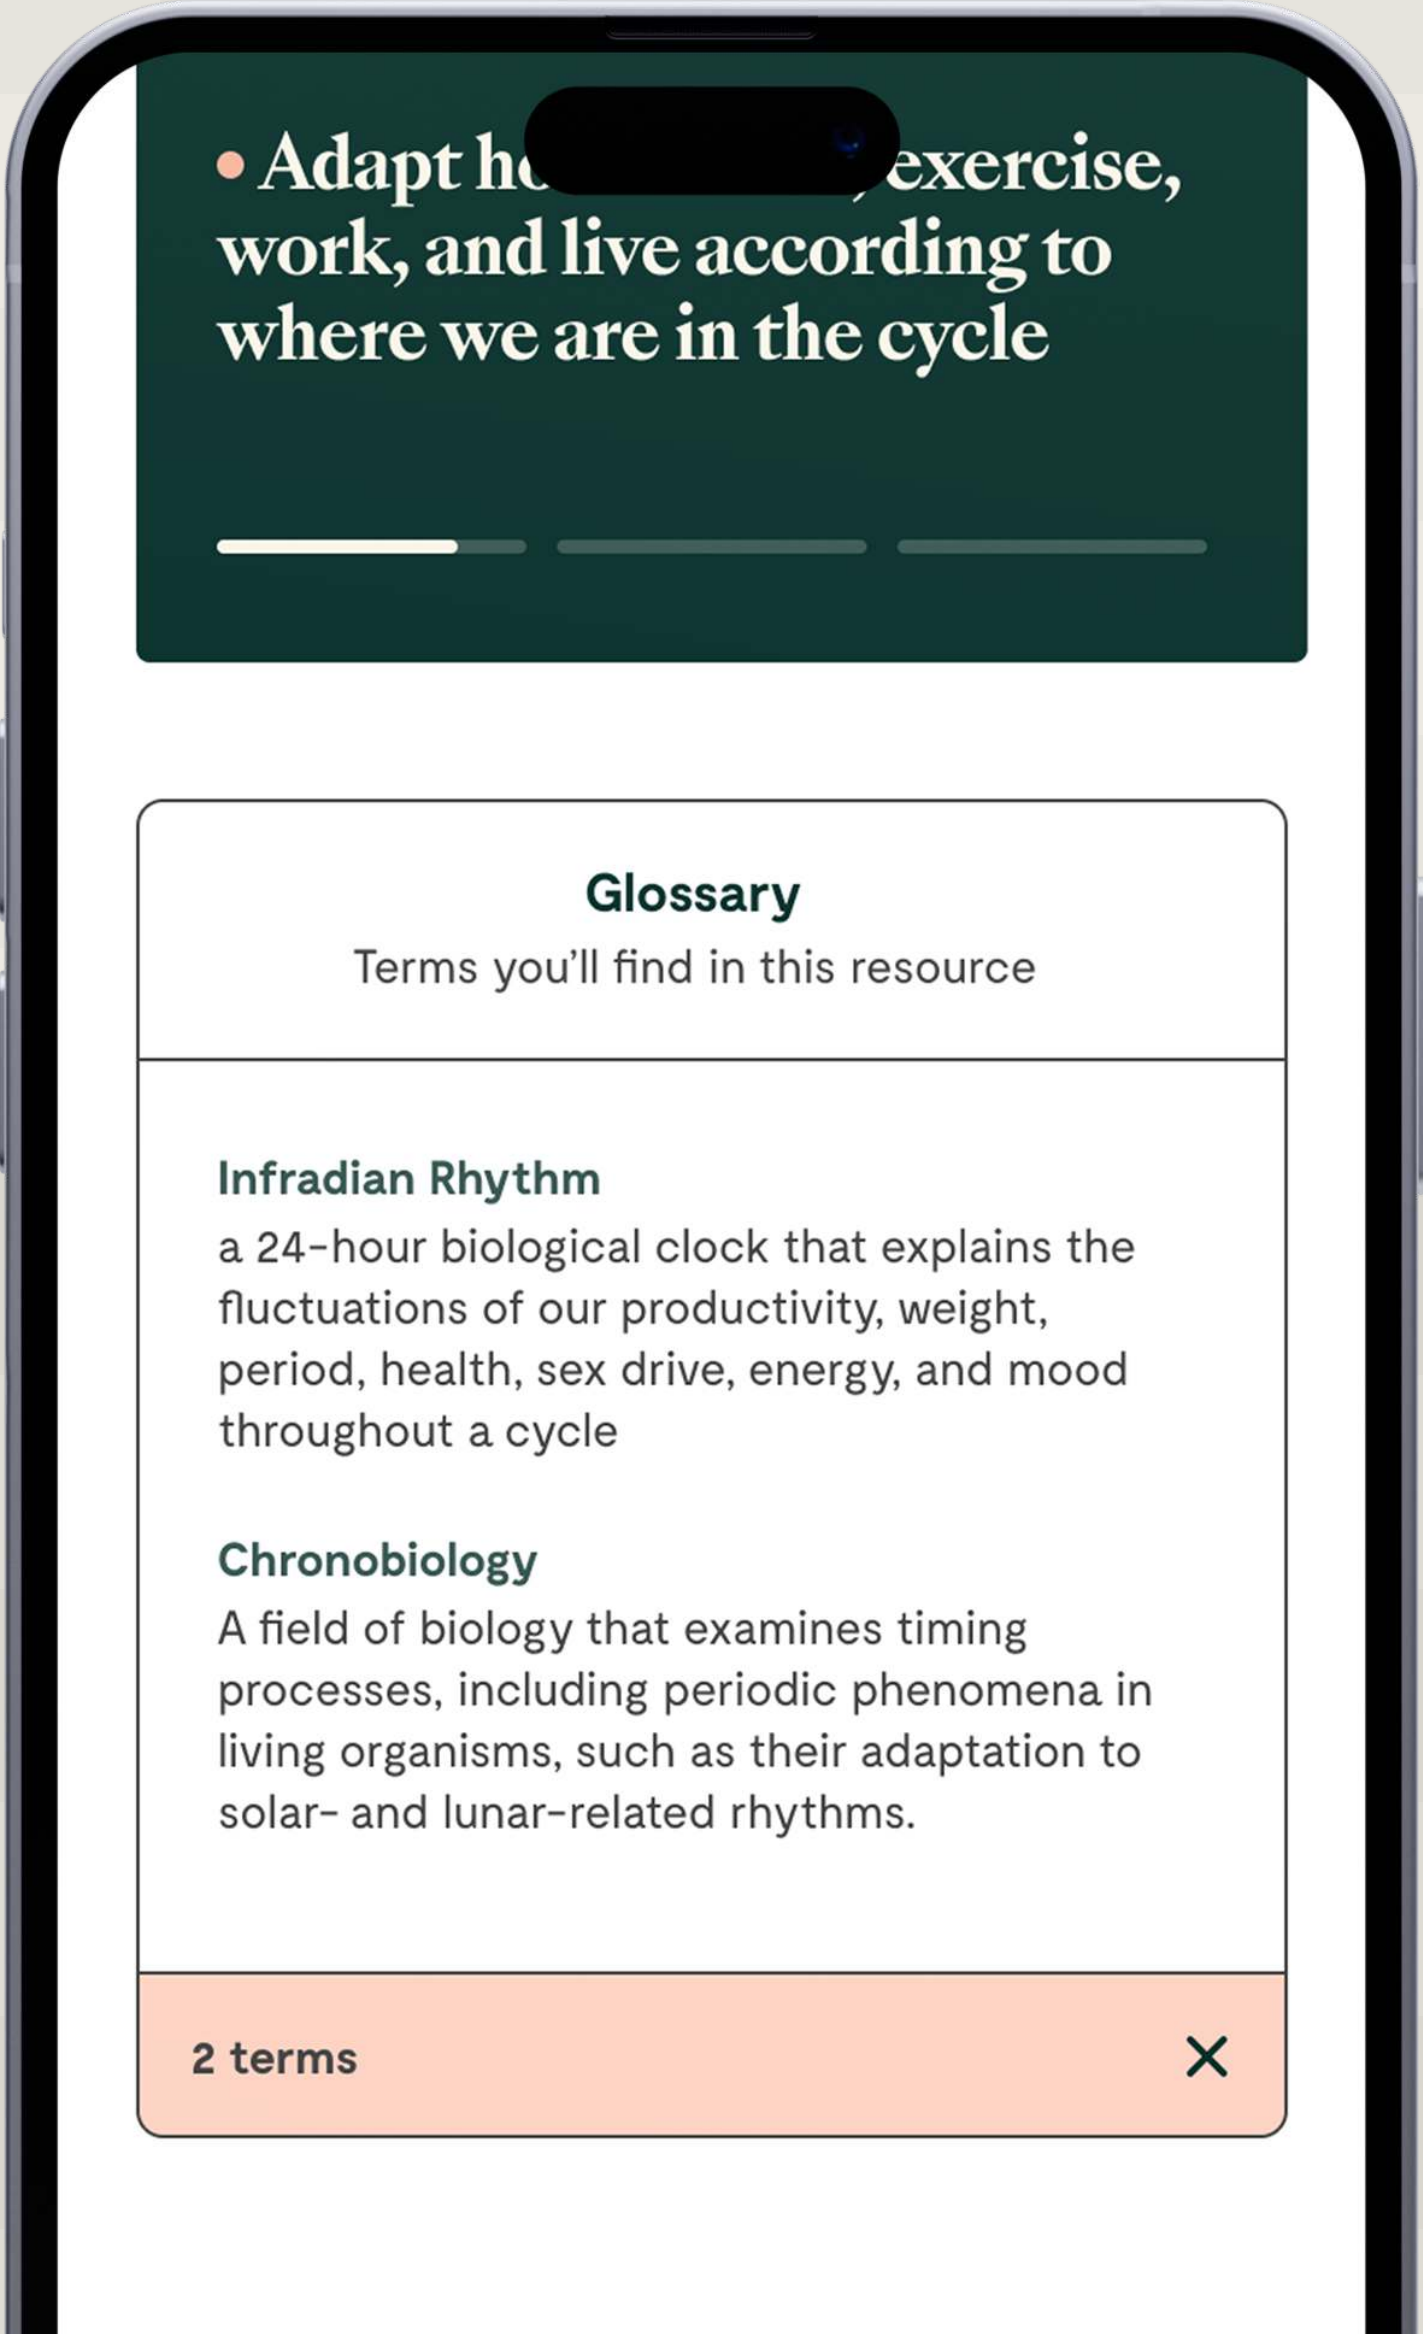 Adapt exercise,
work, and live according to
where we are in the cycle
Glossary
Terms you’ll find in this resource
Infradian Rhythm
a 24-hour biological clock that explains the
fluctuations of our productivity, weight,
period, health, sex drive, energy, and mood
throughout a cycle
Chronobiology
A field of biology that examines timing
processes, including periodic phenomena in
living organisms, such as their adaptation to
solar- and lunar-related rhythms.
2 terms